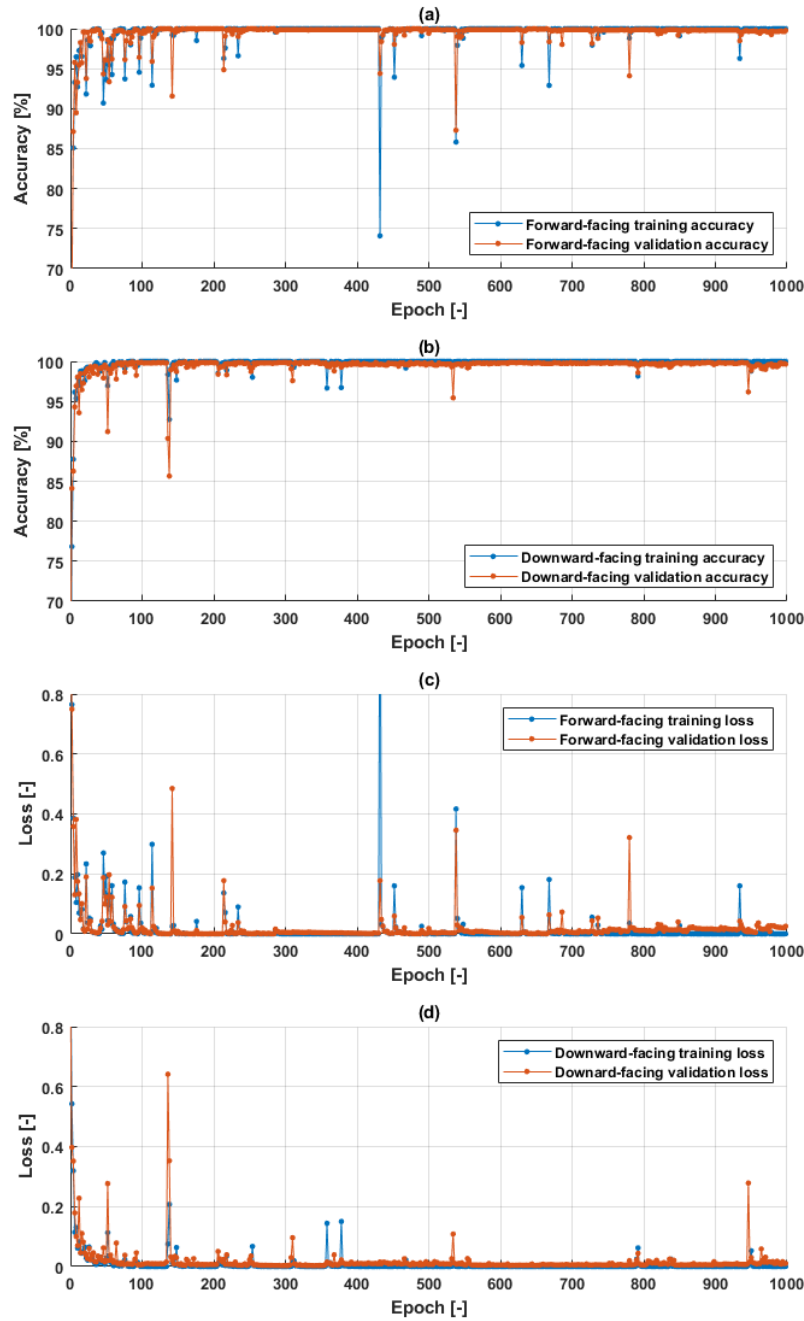 (a)
100
95
90
85
80
75
70
Accuracy [%]
Forward-facing training accuracy
Forward-facing validation accuracy
0 100 200 300 400 500 600 700 800 900 1000
Epoch [-]
(b)
100
95
90
85
80
75
70
Accuracy [%]
Downward-facing training accuracy
Downard-facing validation accuracy
0 100 200 300 400 500 600 700 800 900 1000
Epoch [-]
(c)
0.8
0.6
0.4
0.2
0
Loss [-]
Forward-facing training loss
Forward-facing validation loss
0 100 200 300 400 500 600 700 800 900 1000
Epoch [-]
(d)
0.8
0.6
0.4
0.2
0
Loss [-]
Downward-facing training loss
Downard-facing validation loss
0 100 200 300 400 500 600 700 800 900 1000
Epoch [-]